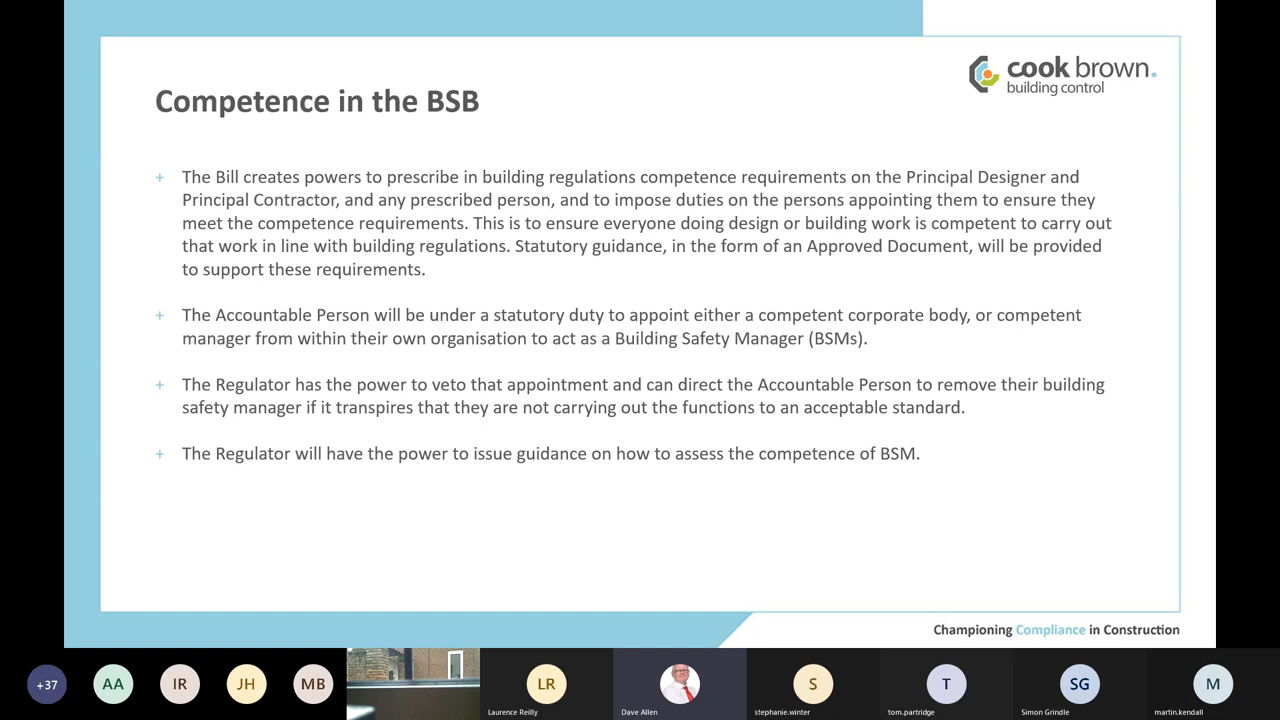 cook brown.
building control
Competence in the BSB
+ The Bill creates powers to prescribe in building regulations competence requirements on the Principal Designer and
Principal Contractor, and any prescribed person, and to impose duties on the persons appointing them to ensure they
meet the competence requirements. This is to ensure everyone doing design or building work is competent to carry out
that work in line with building regulations. Statutory guidance, in the form of an Approved Document, will be provided
to support these requirements.
+ The Accountable Person will be under a statutory duty to appoint either a competent corporate body, or competent
manager from within their own organisation to act as a Building Safety Manager (BSMs).
+ The Regulator has the power to veto that appointment and can direct the Accountable Person to remove their building
safety manager if it transpires that they are not carrying out the functions to an acceptable standard.
+ The Regulator will have the power to issue guidance on how to assess the competence of BSM.
Championing Compliance in Construction
+37 AA IR JH MB LR S T SG M
Laurence Reilly Dave Allen stephanie.winter tom.partridge Simon Grindle martin.kendall